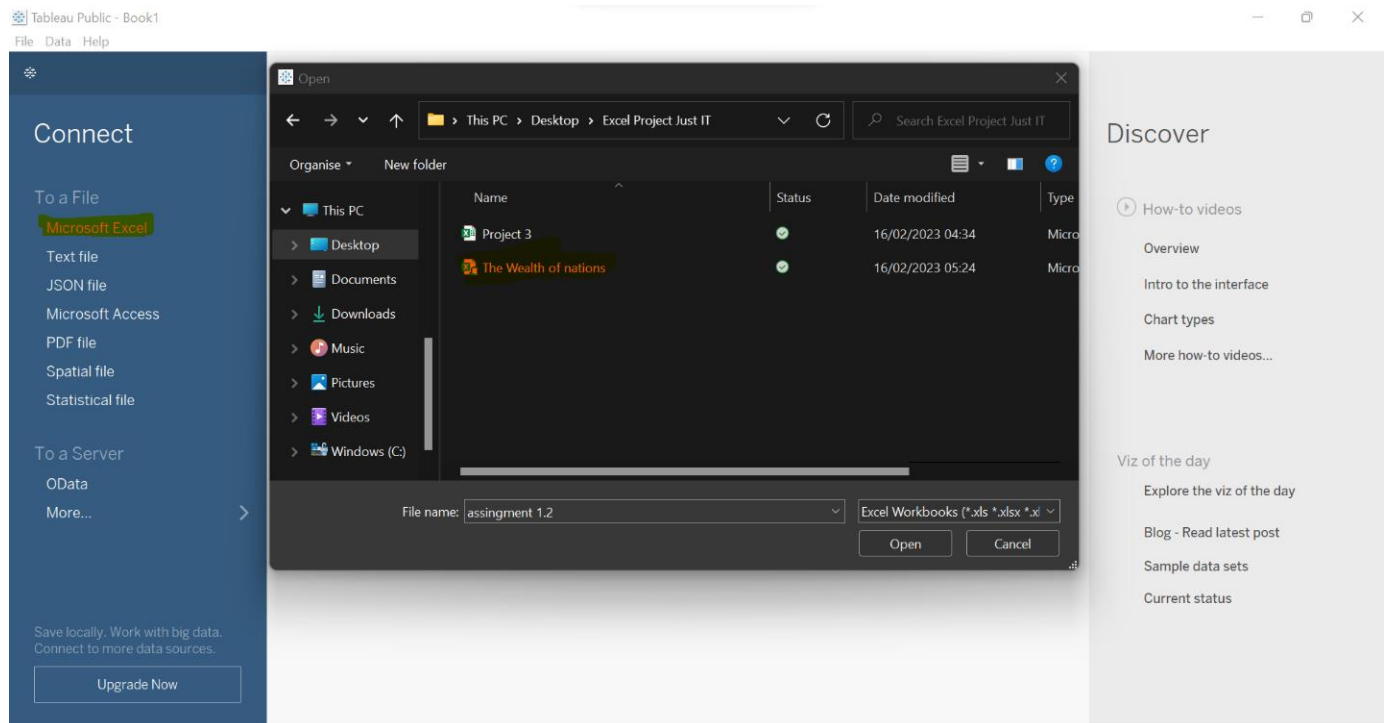 Tableau Public - Book1
File Data Help
Connect
To a File
Microsoft Excel
Text file
JSON file
Microsoft Access
PDF file
Spatial file
Statistical file
To a Server
OData
More...
Save locally. Work with big data.
Connect to more data sources.
Upgrade Now
Open
This PC > Desktop > Excel Project Just IT
Search Excel Project Just IT
Organise New folder
Name Status Date modified Type
Project 3 16/02/2023 04:34 Micro
The Wealth of nations 16/02/2023 05:24 Micro
This PC
Desktop
Documents
Downloads
Music
Pictures
Videos
Windows (C:)
File name: assingment 1.2
Excel Workbooks (*.xls *.xlsx *.xl
Open Cancel
Discover
How-to videos
Overview
Intro to the interface
Chart types
More how-to videos...
Viz of the day
Explore the viz of the day
Blog - Read latest post
Sample data sets
Current status